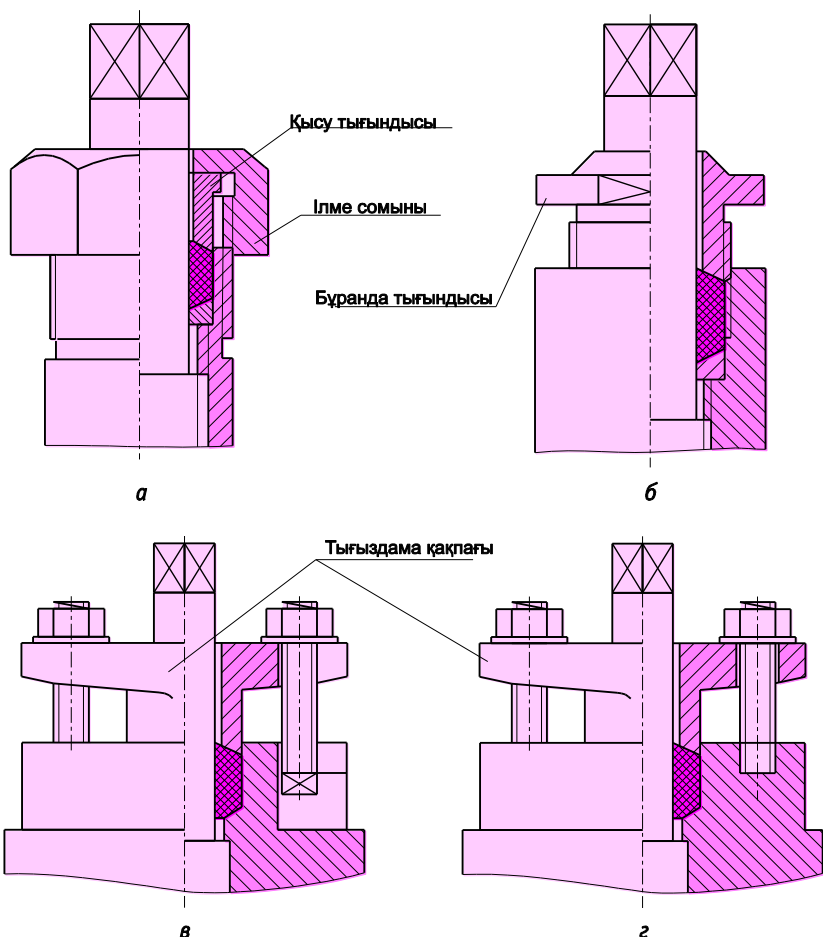 Қысу тығындысы
Ілме сомыны
Бұранда тығындысы
а
б
Тығыздама қақпағы
в
г